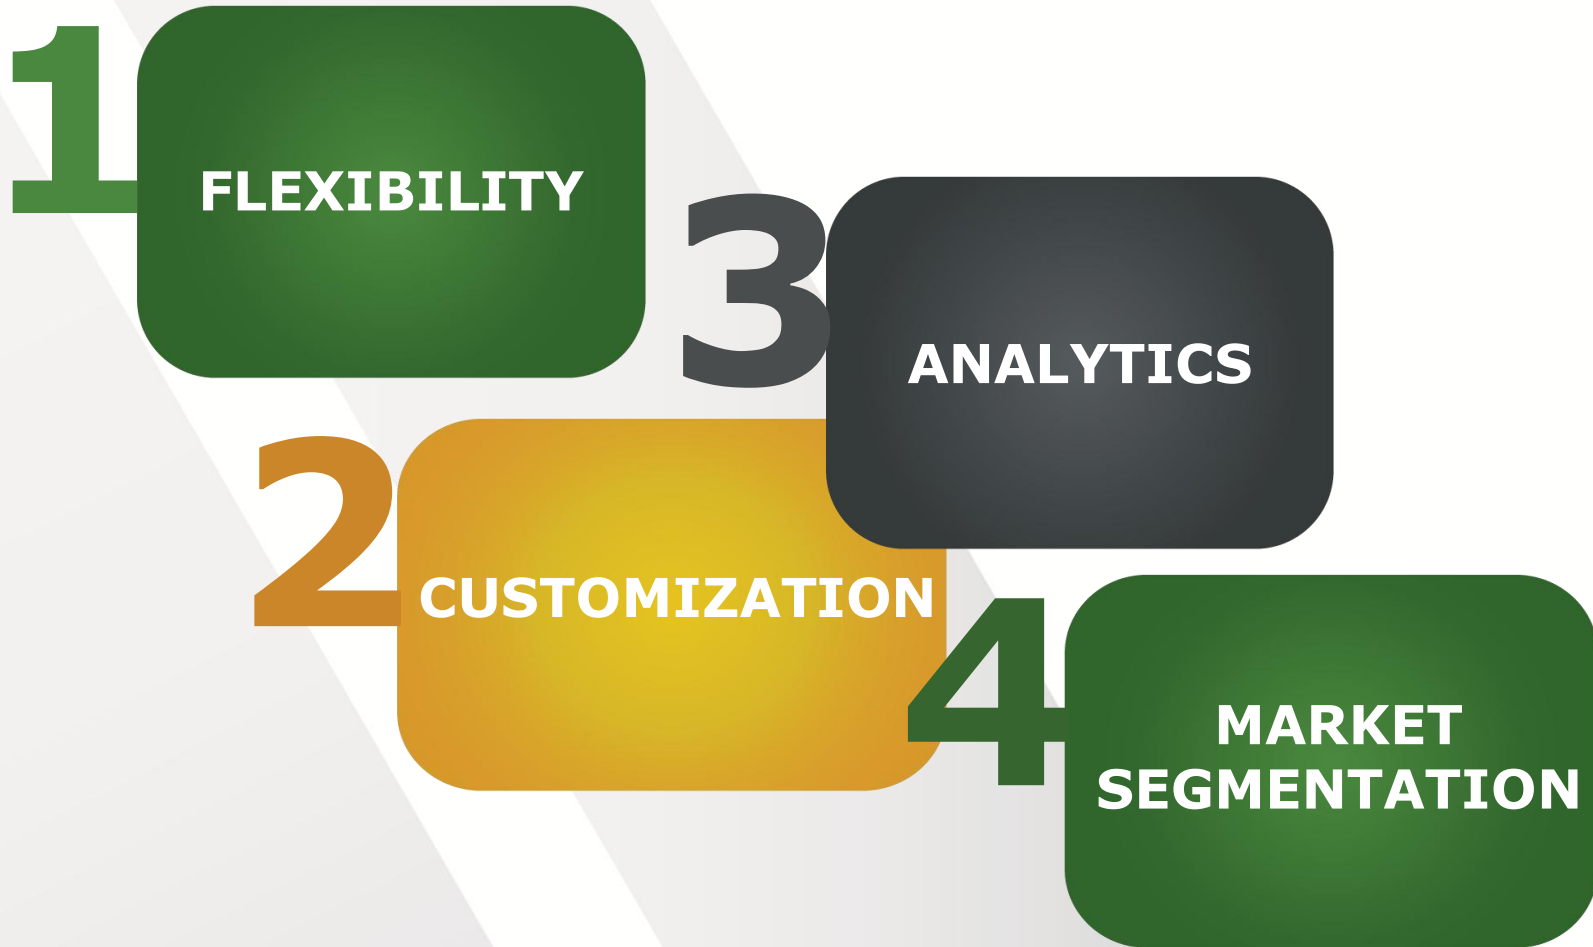 1
FLEXIBILITY
2
CUSTOMIZATION
3
ANALYTICS
4
MARKET
SEGMENTATION